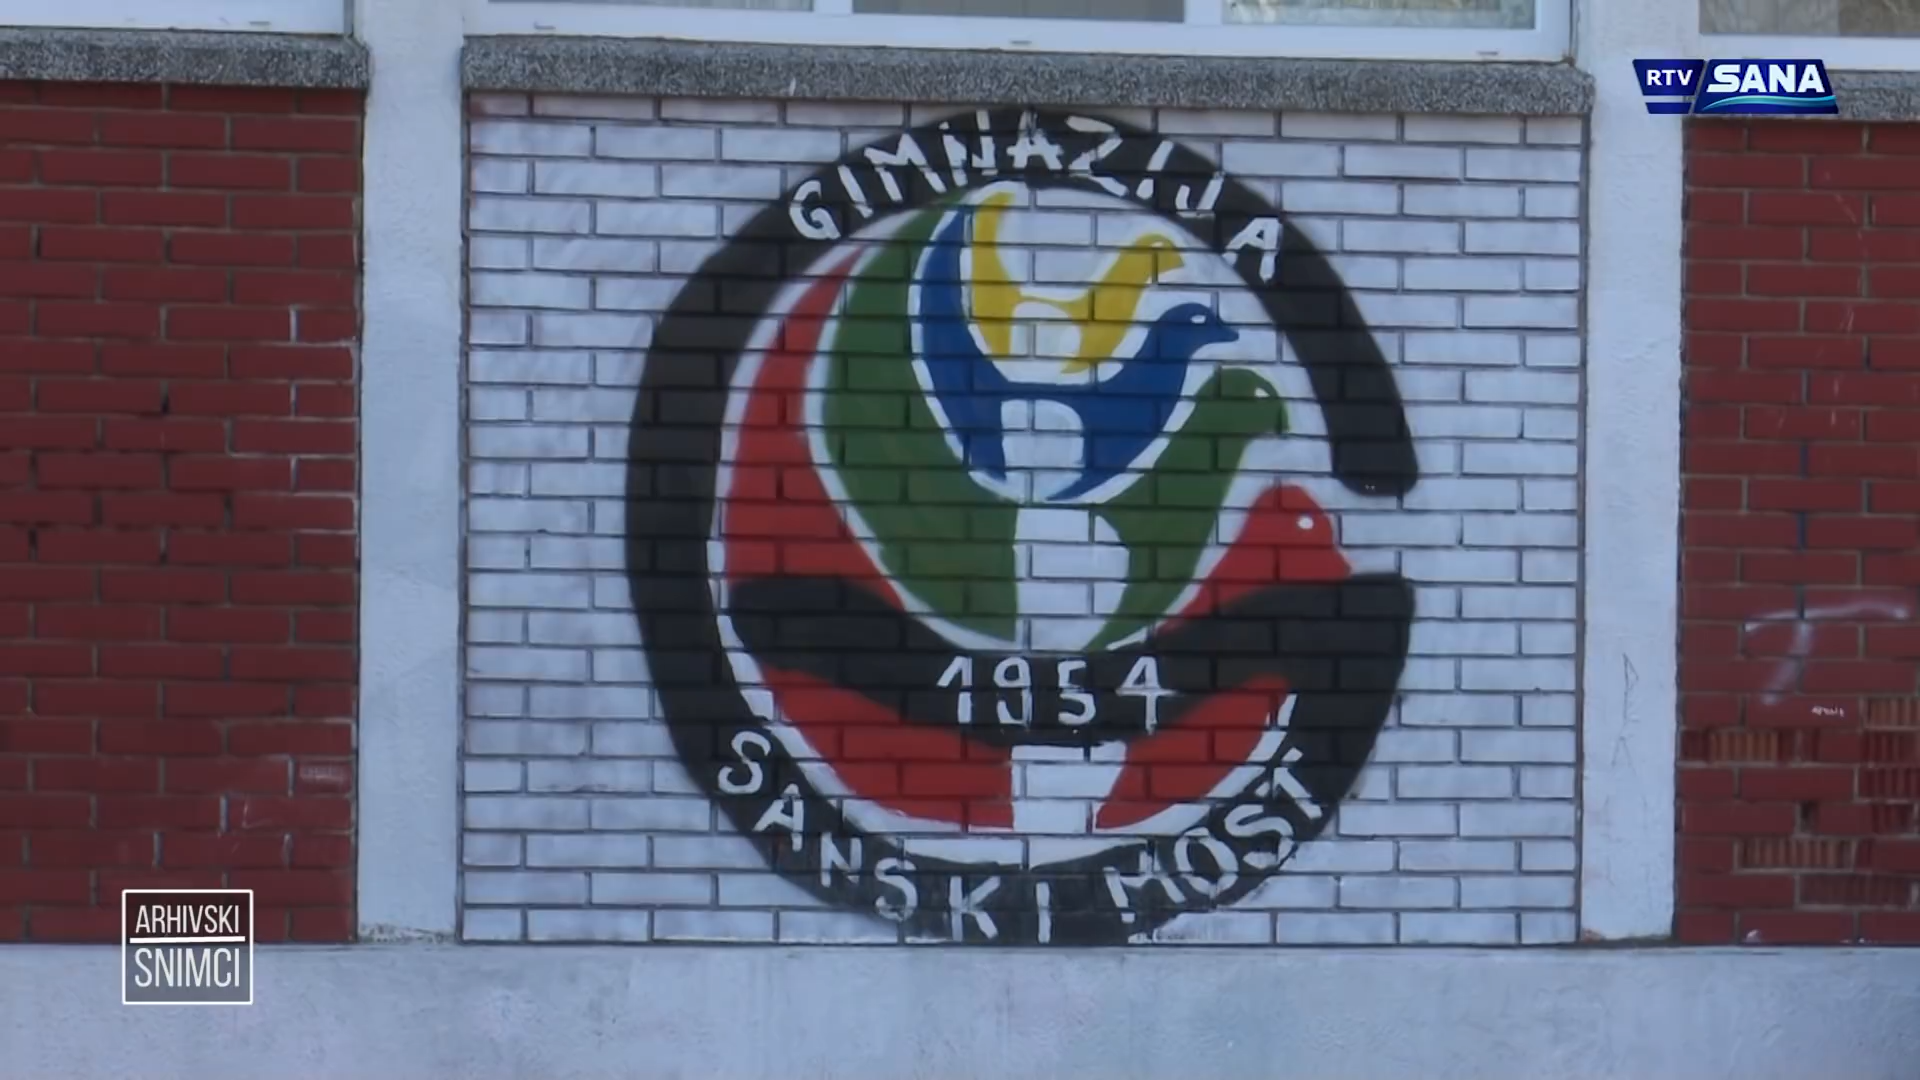 RTV SANA
GIMNAZIJA
1954
SANSKI MOST
ARHIVSKI
SNIMCI